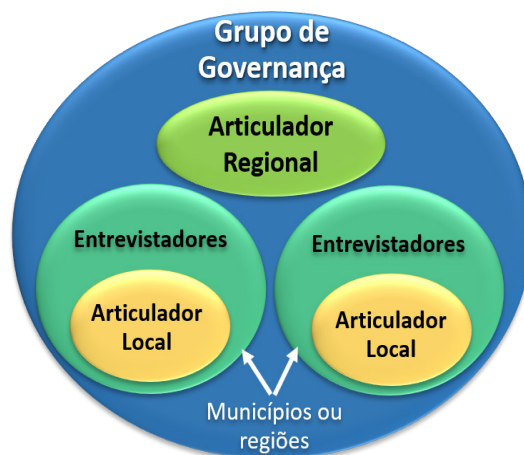 Grupo de
Governança
Articulador
Regional
Entrevistadores
Articulador
Local
Entrevistadores
Articulador
Local
Municípios ou
regiões